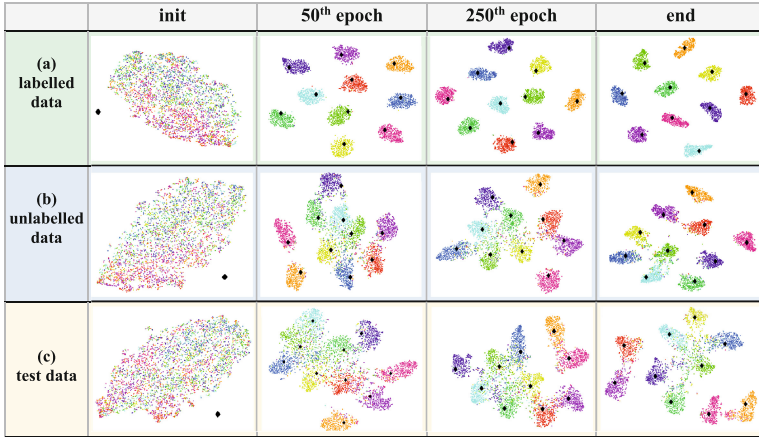 init 50th epoch 250th epoch end
(a)
labelled
data
(b)
unlabelled
data
(c)
test data